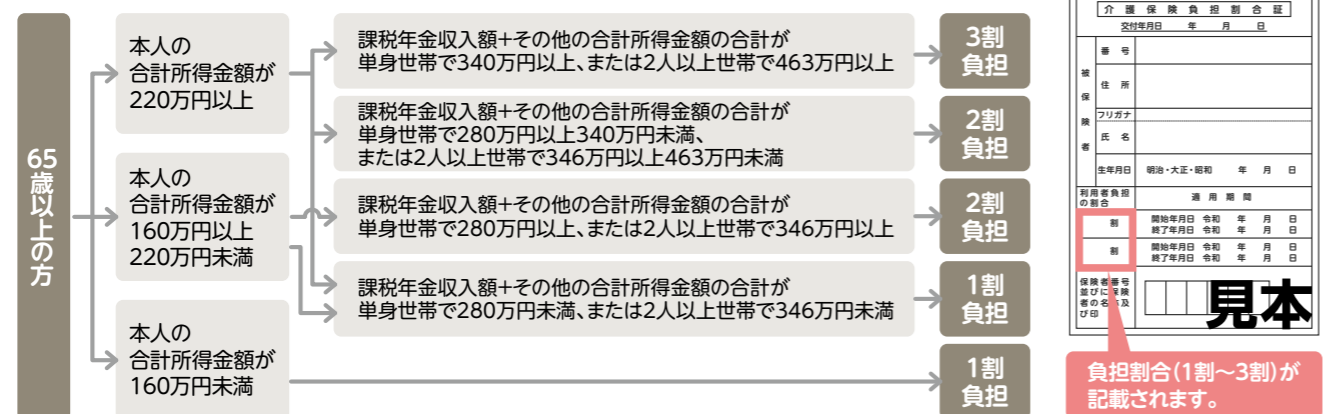 65歳以上の方
本人の
合計所得金額が
220万円以上
本人の
合計所得金額が
160万円以上
220万円未満
本人の
合計所得金額が
160万円未満
課税年金収入額+その他の合計所得金額の合計が
単身世帯で340万円以上、または2人以上世帯で463万円以上
3割
負担
課税年金収入額+その他の合計所得金額の合計が
単身世帯で280万円以上340万円未満、
または2人以上世帯で346万円以上463万円未満
2割
負担
課税年金収入額+その他の合計所得金額の合計が
単身世帯で280万円以上、または2人以上世帯で346万円以上
2割
負担
課税年金収入額+その他の合計所得金額の合計が
単身世帯で280万円未満、または2人以上世帯で346万円未満
1割
負担
1割
負担
介護保険負担割合証
交付年月日 年 月 日
被保険者
番号
住所
フリガナ
氏名
生年月日 明治・大正・昭和 年 月 日
利用者負担
の割合
適用期間
割
開始年月日 令和 年 月 日
終了年月日 令和 年 月 日
割
開始年月日 令和 年 月 日
終了年月日 令和 年 月 日
保険者番号
並びに保険
者の名称及
び印
見本
負担割合(1割~3割)が
記載されます。